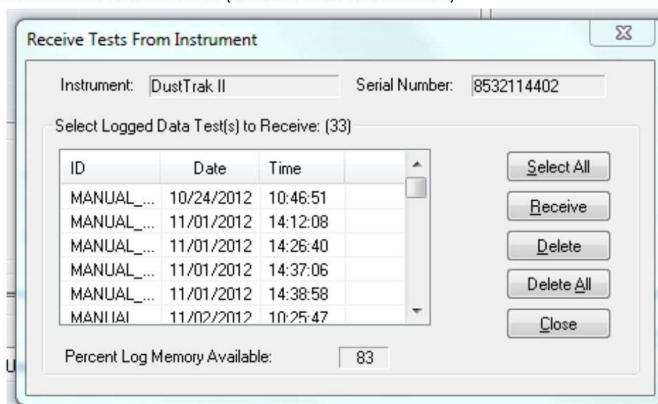 Receive Tests From Instrument
Instrument: DustTrak II Serial Number: 8532114402
Select Logged Data Test(s) to Receive: (33)
ID Date Time
MANUAL_... 10/24/2012 10:46:51
MANUAL_... 11/01/2012 14:12:08
MANUAL_... 11/01/2012 14:26:40
MANUAL_... 11/01/2012 14:37:06
MANUAL_... 11/01/2012 14:38:58
MANUAL 11/02/2012 10:25:47
Select All
Receive
Delete
Delete All
Close
Percent Log Memory Available: 83